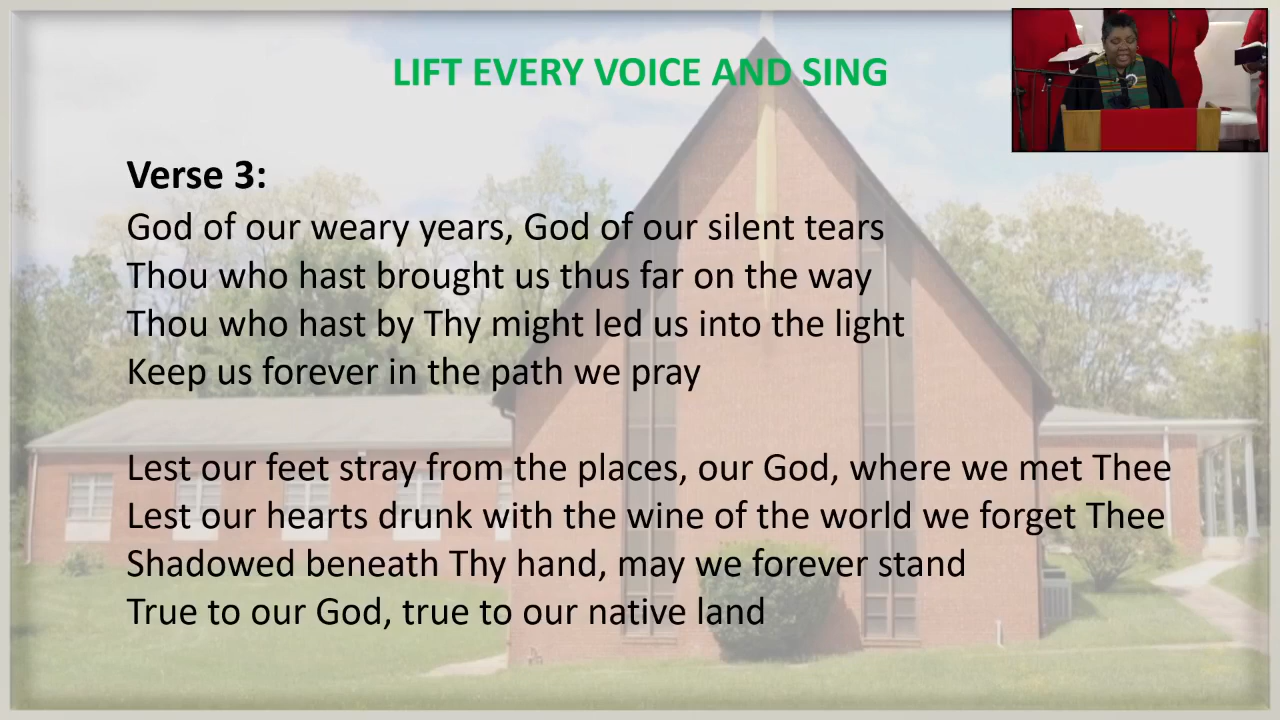 LIFT EVERY VOICE AND SING
Verse 3:
God of our weary years, God of our silent tears
Thou who hast brought us thus far on the way
Thou who hast by Thy might led us into the light
Keep us forever in the path we pray
Lest our feet stray from the places, our God, where we met Thee
Lest our hearts drunk with the wine of the world we forget Thee
Shadowed beneath Thy hand, may we forever stand
True to our God, true to our native land